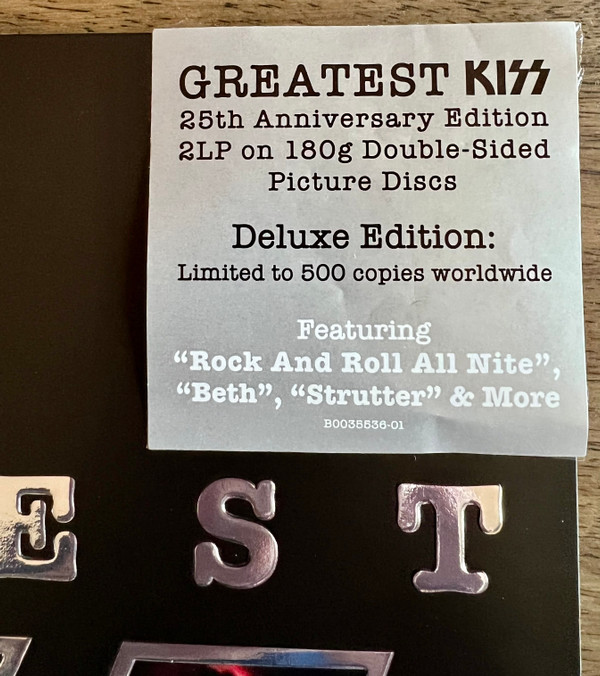 GREATEST KISS
25th Anniversary Edition
2LP on 180g Double-Sided
Picture Discs
Deluxe Edition:
Limited to 500 copies worldwide
Featuring
“Rock And Roll All Nite”,
“Beth”, “Strutter” & More
B0035536-01
EST